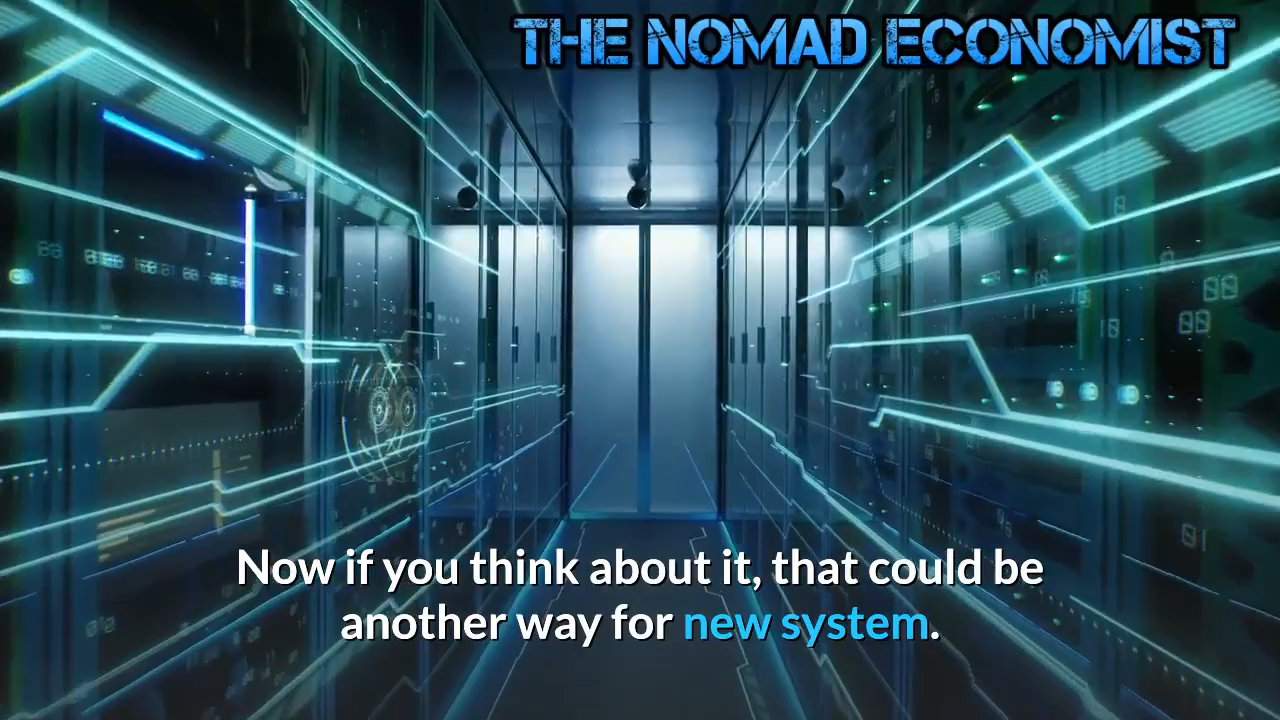 THE NOMAD ECONOMIST
Now if you think about it, that could be
another way for new system.